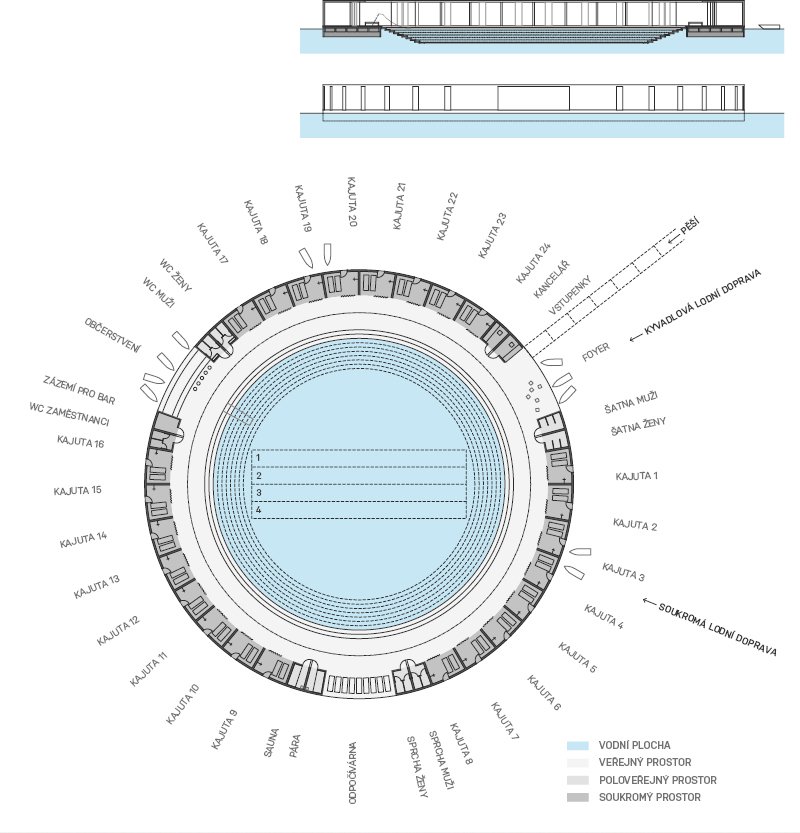 KAJUTA 17
KAJUTA 18
KAJUTA 19
KAJUTA 20
KAJUTA 21
KAJUTA 22
KAJUTA 23
KAJUTA 24
KANCELÁŘ
VSTUPENKY
PĚŠÍ
KYVADLOVÁ LODNÍ DOPRAVA
FOYER
ŠATNA MUŽI
ŠATNA ŽENY
KAJUTA 1
KAJUTA 2
KAJUTA 3
SOUKROMÁ LODNÍ DOPRAVA
KAJUTA 4
KAJUTA 5
KAJUTA 6
KAJUTA 7
KAJUTA 8
SPRCHA MUŽI
SPRCHA ŽENY
ODPOČÍVÁRNA
PÁRA
SAUNA
KAJUTA 9
KAJUTA 10
KAJUTA 11
KAJUTA 12
KAJUTA 13
KAJUTA 14
KAJUTA 15
KAJUTA 16
WC ZAMĚSTNANCI
ZÁZEMÍ PRO BAR
OBČERSTVENÍ
WC MUŽI
WC ŽENY
1
2
3
4
VODNÍ PLOCHA
VEŘEJNÝ PROSTOR
POLOVEŘEJNÝ PROSTOR
SOUKROMÝ PROSTOR